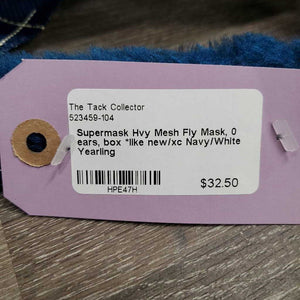 The Tack Collector
523459-104
Supermask Hvy Mesh Fly Mask, 0
ears, box *like new/xc Navy/White
Yearling
HPE47H
$32.50